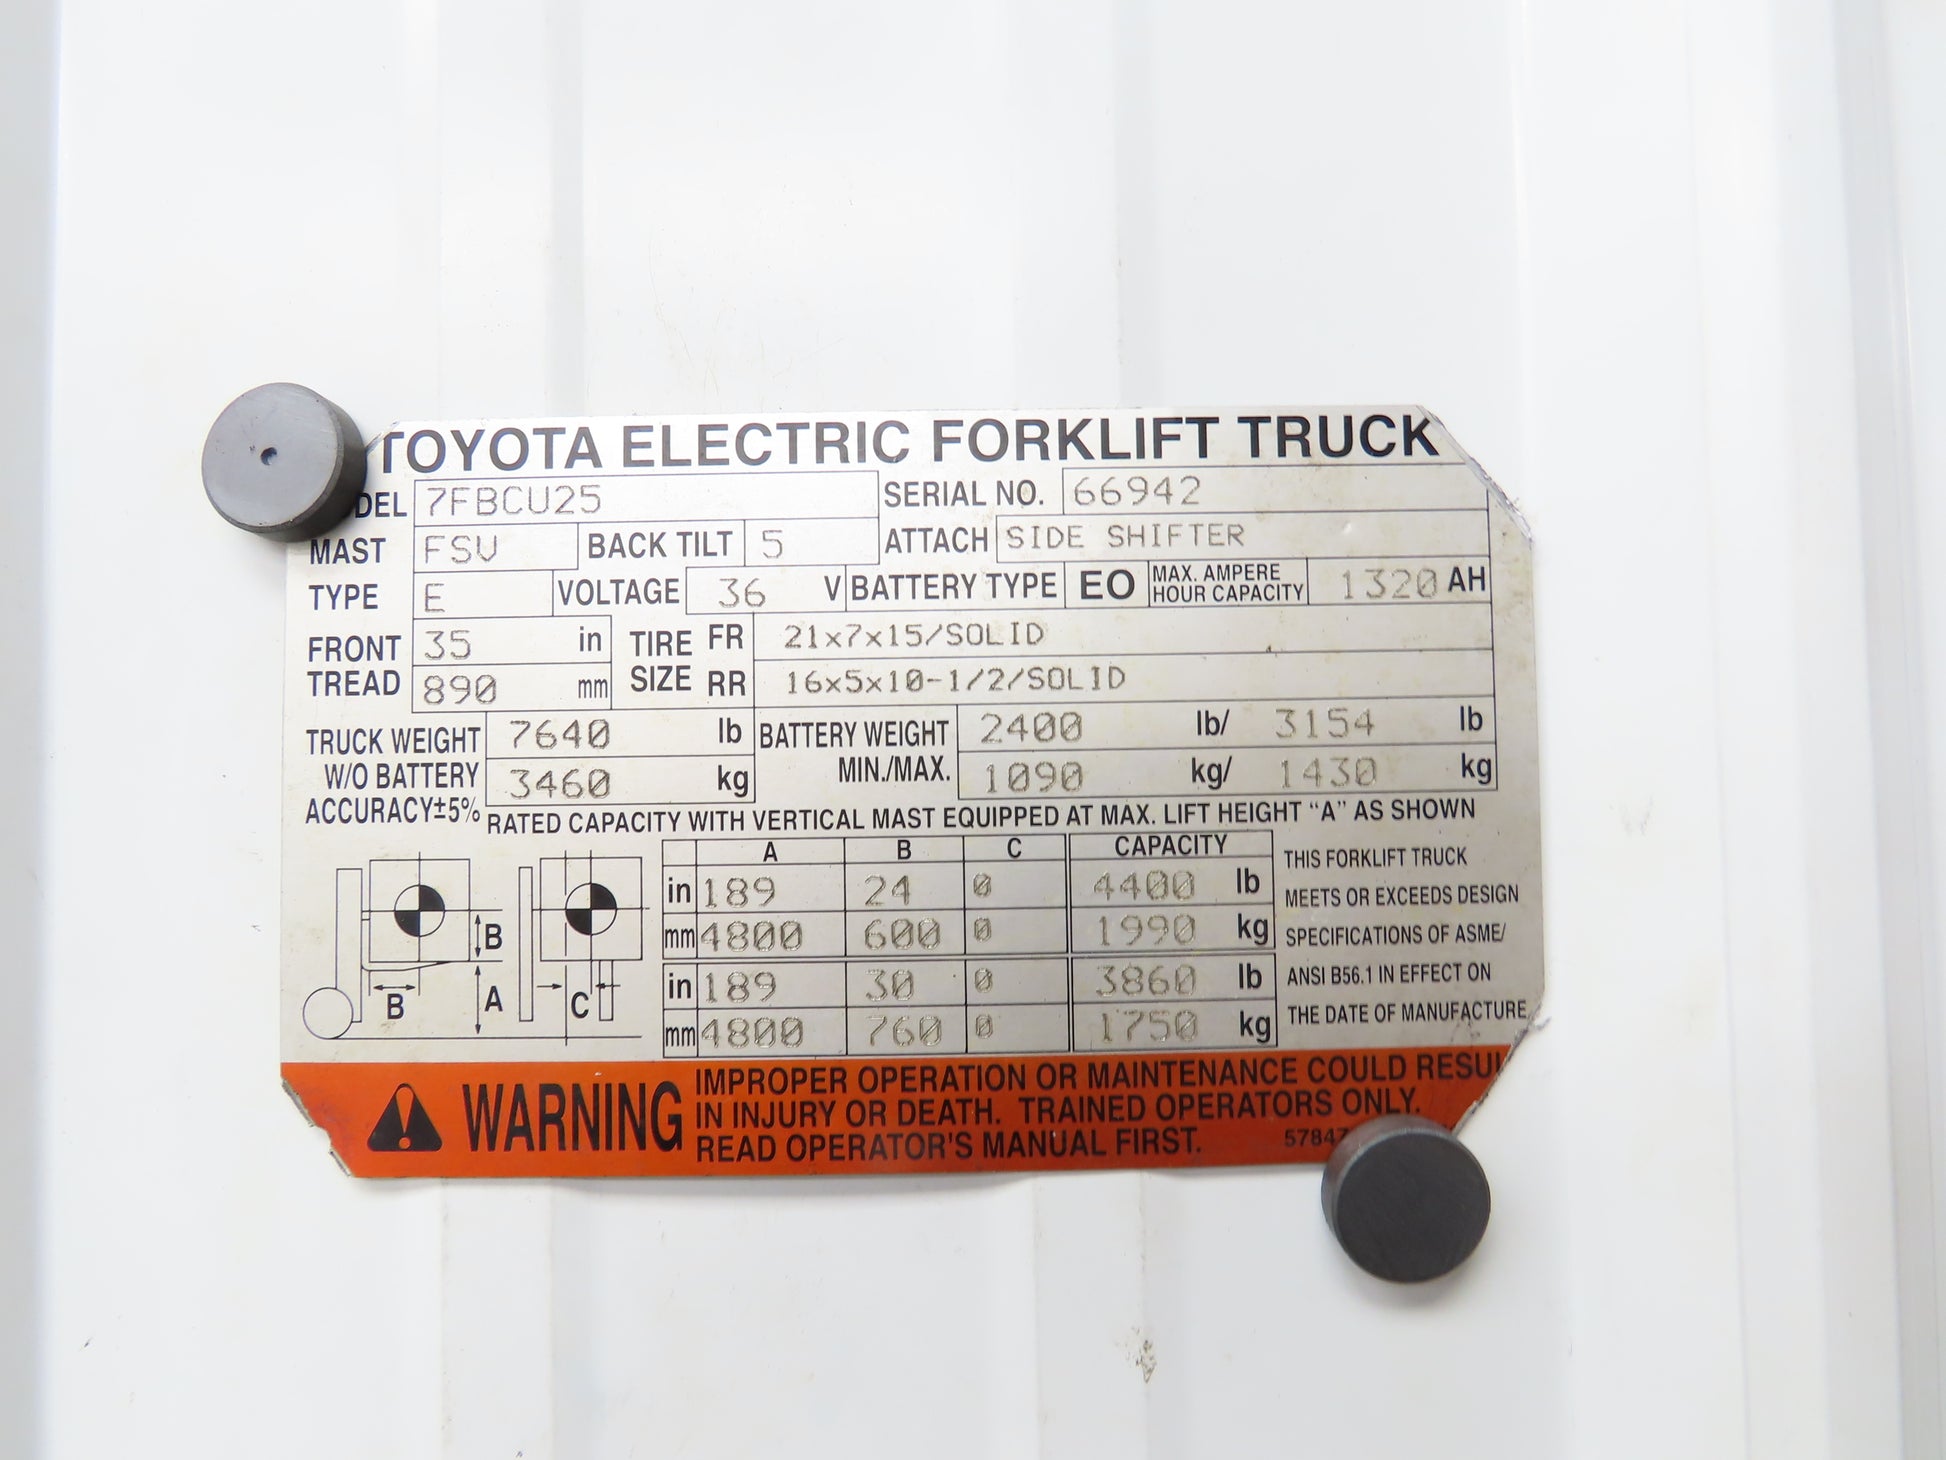 TOYOTA ELECTRIC FORKLIFT TRUCK
DEL 7FBCU25 SERIAL NO. 66942
MAST FSV BACK TILT 5 ATTACH SIDE SHIFTER
TYPE E VOLTAGE 36 V BATTERY TYPE EO MAX. AMPERE HOUR CAPACITY 1320 AH
FRONT TREAD 35 in TIRE SIZE FR 21x7x15/SOLID
890 mm RR 16x5x10-1/2/SOLID
TRUCK WEIGHT 7640 lb BATTERY WEIGHT 2400 lb/ 3154 lb
W/O BATTERY 3460 kg MIN./MAX. 1090 kg/ 1430 kg
ACCURACY±5%
RATED CAPACITY WITH VERTICAL MAST EQUIPPED AT MAX. LIFT HEIGHT "A" AS SHOWN
A B C CAPACITY
in 189 24 0 4400 lb
mm 4800 600 0 1990 kg
in 189 30 0 3860 lb
mm 4800 760 0 1750 kg
B
B A C
THIS FORKLIFT TRUCK
MEETS OR EXCEEDS DESIGN
SPECIFICATIONS OF ASME/
ANSI B56.1 IN EFFECT ON
THE DATE OF MANUFACTURE
WARNING
IMPROPER OPERATION OR MAINTENANCE COULD RESUL
IN INJURY OR DEATH. TRAINED OPERATORS ONLY.
READ OPERATOR'S MANUAL FIRST. 57847